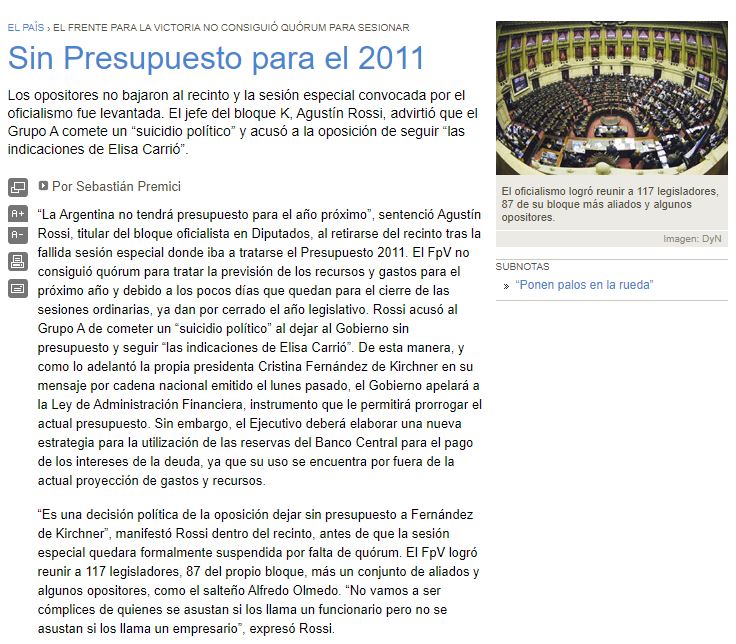 EL PAÍS › EL FRENTE PARA LA VICTORIA NO CONSIGUIÓ QUÓRUM PARA SESIONAR
Sin Presupuesto para el 2011
Los opositores no bajaron al recinto y la sesión especial convocada por el
oficialismo fue levantada. El jefe del bloque K, Agustín Rossi, advirtió que el
Grupo A comete un “suicidio político” y acusó a la oposición de seguir “las
indicaciones de Elisa Carrió”.
Por Sebastián Premici
A+
A-
“La Argentina no tendrá presupuesto para el año próximo”, sentenció Agustín
Rossi, titular del bloque oficialista en Diputados, al retirarse del recinto tras la
fallida sesión especial donde iba a tratarse el Presupuesto 2011. El FpV no
consiguió quórum para tratar la previsión de los recursos y gastos para el
próximo año y debido a los pocos días que quedan para el cierre de las
sesiones ordinarias, ya dan por cerrado el año legislativo. Rossi acusó al
Grupo A de cometer un “suicidio político” al dejar al Gobierno sin
presupuesto y seguir “las indicaciones de Elisa Carrió”. De esta manera, y
como lo adelantó la propia presidenta Cristina Fernández de Kirchner en su
mensaje por cadena nacional emitido el lunes pasado, el Gobierno apelará a
la Ley de Administración Financiera, instrumento que le permitirá prorrogar el
actual presupuesto. Sin embargo, el Ejecutivo deberá elaborar una nueva
estrategia para la utilización de las reservas del Banco Central para el pago
de los intereses de la deuda, ya que su uso se encuentra por fuera de la
actual proyección de gastos y recursos.
“Es una decisión política de la oposición dejar sin presupuesto a Fernández
de Kirchner”, manifestó Rossi dentro del recinto, antes de que la sesión
especial quedara formalmente suspendida por falta de quórum. El FpV logró
reunir a 117 legisladores, 87 del propio bloque, más un conjunto de aliados y
algunos opositores, como el salteño Alfredo Olmedo. “No vamos a ser
cómplices de quienes se asustan si los llama un funcionario pero no se
asustan si los llama un empresario”, expresó Rossi.
El oficialismo logró reunir a 117 legisladores,
87 de su bloque más aliados y algunos
opositores.
Imagen: DyN
SUBNOTAS
“Ponen palos en la rueda”